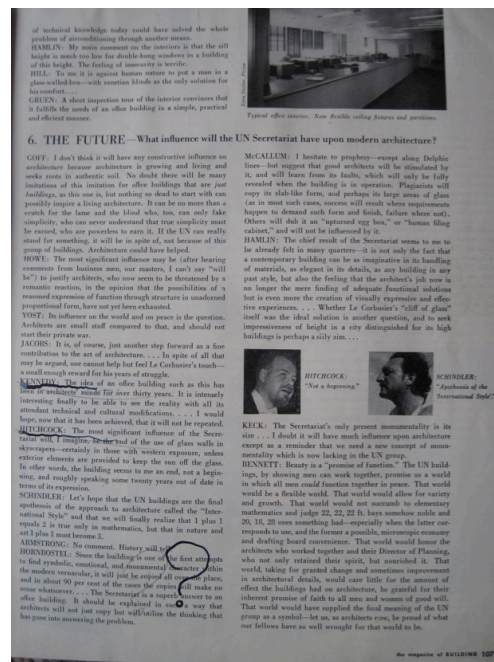 of technical knowledge today could have solved the whole
problem of airconditioning through another means.
HAMLIN: My main comment on the interiors is that the sill
height is much too low for double-hung windows in a building
of this height. The feeling of insecurity is terrific.
HILL: To me it is against human nature to put a man in a
glass-walled-box—with venetian blinds as the only solution for
his comfort. . . .
GRUEN: A short inspection tour of the interior convinces that
it fulfills the needs of an office building in a simple, practical
and efficient manner.
Typical office interior. Note flexible ceiling fixtures and partitions.
6. THE FUTURE—What influence will the UN Secretariat have upon modern architecture?
GOFF: I don't think it will have any constructive influence on
architecture because architecture is growing and living and
seeks roots in authentic soil. No doubt there will be many
imitations of this imitation for office buildings that are just
buildings, as this one is, but nothing so dead to start with can
possibly inspire a living architecture. It can be no more than a
crutch for the lame and the blind who, too, can only fake
simplicity, who can never understand that true simplicity must
be earned, who are powerless to earn it. If the UN can really
stand for something, it will be in spite of, not because of this
group of buildings. Architecture could have helped.
HOWE: The most significant influence may be (after hearing
comments from business men, our masters, I can't say "will
be") to justify architects, who now seem to be threatened by a
romantic reaction, in the opinion that the possibilities of a
reasoned expression of function through structure in unadorned
proportional form, have not yet been exhausted.
YOST: Its influence on the world and on peace is the question.
Architects are small stuff compared to that, and should not
start their private war.
JACOBS: It is, of course, just another step forward as a fine
contribution to the art of architecture. . . . In spite of all that
may be argued, one cannot help but feel Le Corbusier's touch—
a small enough reward for his years of struggle.
KENNEDY: The idea of an office building such as this has
been in architects' minds for over thirty years. It is intensely
interesting finally to be able to see the reality with all its
attendant technical and cultural modifications. . . . I would
hope, now that it has been achieved, that it will not be repeated.
HITCHCOCK: The most significant influence of the Secre-
tariat will, I imagine, be the end of the use of glass walls in
skyscrapers—certainly in those with western exposure, unless
exterior elements are provided to keep the sun off the glass.
In other words, the building seems to me an end, not a begin-
ning, and roughly speaking some twenty years out of date in
terms of its expression.
SCHINDLER: Let's hope that the UN buildings are the final
apotheosis of the approach to architecture called the "Inter-
national Style" and that we will finally realize that 1 plus 1
equals 2 is true only in mathematics, but that in nature and
art 1 plus 1 must become 3.
ARMSTRONG: No comment. History will tell
HORNBOSTEL: Since the building is one of the first attempts
to find symbolic, emotional, and monumental character within
the modern vernacular, it will just be copied all over the place,
and in about 90 per cent of the cases the copies will make no
sense whatsoever. . . . The Secretariat is a superb answer to an
office building. It should be explained in such a way that
architects will not just copy but will utilize the thinking that
has gone into answering the problem.
McCALLUM: I hesitate to prophecy—except along Delphic
lines—but suggest that good architects will be stimulated by
it, and will learn from its faults, which will only be fully
revealed when the building is in operation. Plagiarists will
copy its slab-like form, and perhaps its large areas of glass
(as in most such cases, success will result where requirements
happen to demand such form and finish, failure where not).
Others will dub it an "upturned egg box," or "human filing
cabinet," and will not be influenced by it.
HAMLIN: The chief result of the Secretariat seems to me to
be already felt in many quarters—it is not only the fact that
a contemporary building can be as imaginative in its handling
of materials, as elegant in its details, as any building in any
past style, but also the feeling that the architect's job now is
no longer the mere finding of adequate functional solutions
but is even more the creation of visually expressive and effec-
tive experiences. . . . Whether Le Corbusier's "cliff of glass"
itself was the ideal solution is another question, and to seek
impressiveness of height in a city distinguished for its high
buildings is perhaps a silly aim. . . .
HITCHCOCK:
"Not a beginning."
SCHINDLER:
"Apotheosis of the
'International Style'."
KECK: The Secretariat's only present monumentality is its
size . . . I doubt it will have much influence upon architecture
except as a reminder that we need a new concept of monu-
mentality which is now lacking in the UN group.
BENNETT: Beauty is a "promise of function." The UN build-
ings, by showing men can work together, promise us a world
in which all men could function together in peace. That world
would be a flexible world. That world would allow for variety
and growth. That world would not succumb to elementary
mathematics and judge 22, 22, 22 ft. bays somehow noble and
20, 18, 28 ones something bad—especially when the latter cor-
responds to use, and the former a possible, microscopic economy
and drafting board convenience. That world would honor the
architects who worked together and their Director of Planning,
who not only retained their spirit, but nourished it. That
world, taking for granted change and sometimes improvement
in architectural details, would care little for the amount of
effect the buildings had on architecture, be grateful for their
inherent promise of faith to all men and women of good will.
That world would have supplied the final meaning of the UN
group as a symbol—let us, as architects now, be proud of what
our fellows have so well wrought for that world to be.
the magazine of BUILDING 107